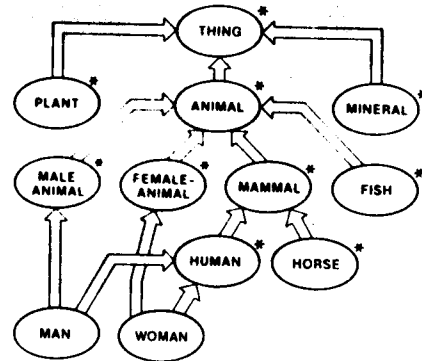 THING*
PLANT*
ANIMAL*
MINERAL*
MALE
ANIMAL*
FEMALE-
ANIMAL*
MAMMAL*
FISH*
HUMAN*
HORSE*
MAN
WOMAN